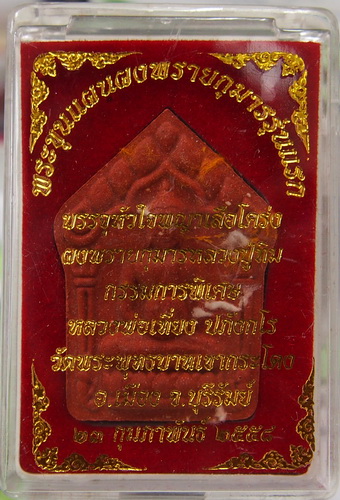 พระขุนแผนผงพรายกุมารรุ่นแรก
บรรจุหัวใจพญาเสือโคร่ง
ผงพรายกุมารหลวงปู่ทิม
กรรมการพิเศษ
หลวงพ่อเที่ยง ปภังกโร
วัดพระพุทธบาทเขากระโดง
อ.เมือง จ.บุรีรัมย์
๒๓ กุมภาพันธ์ ๒๕๕๔